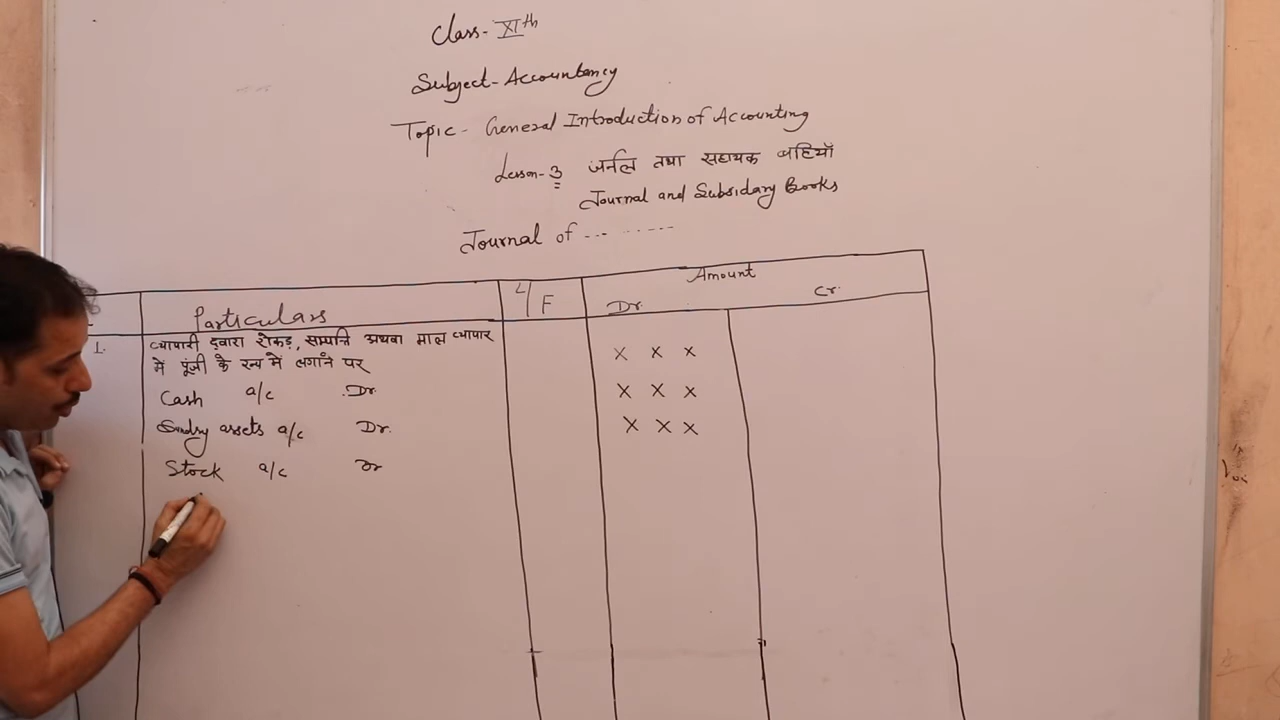 Class- XIth
Subject- Accountancy
Topic- General Introduction of Accounting
Lesson-3 जर्नल तथा सहायक बहियाँ
Journal and Subsidary Books
Journal of --- ------
Particulars L/F Amount
Dr. Cr.
1. व्यापारी द्वारा रोकड़, सम्पत्ति अथवा माल व्यापार
में पूंजी के रूप में लगाने पर x x x
Cash a/c Dr. x x x
Sundry assets a/c Dr. x x x
Stock a/c Dr